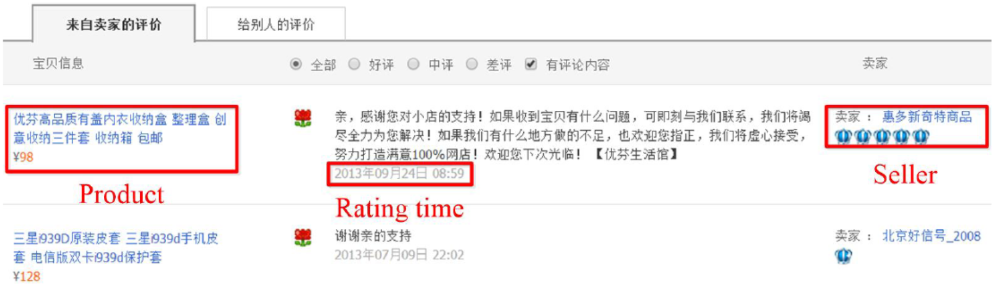 来自卖家的评价 给别人的评价
宝贝信息 全部 好评 中评 差评 有评论内容 卖家
优芬高品质有盖内衣收纳盒 整理盒 创
意收纳三件套 收纳箱 包邮
¥98
Product
亲，感谢您对小店的支持！如果收到宝贝有什么问题，可即刻与我们联系，我们将竭
尽全力为您解决！如果我们有什么地方做的不足，也欢迎您指正，我们将虚心接受，
努力打造满意100%网店！欢迎您下次光临！【优芬生活馆】
2013年09月24日 08:59
Rating time
卖家 ： 惠多新奇特商品
Seller
三星i939D原装皮套 三星i939d手机皮
套 电信版双卡i939d保护套
¥128
谢谢亲的支持
2013年07月09日 22:02
卖家 ： 北京好信号_2008